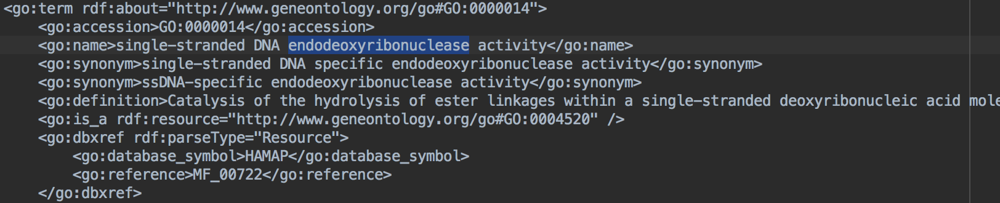 <go:term rdf:about="http://www.geneontology.org/go#GO:0000014">
<go:accession>GO:0000014</go:accession>
<go:name>single-stranded DNA endodeoxyribonuclease activity</go:name>
<go:synonym>single-stranded DNA specific endodeoxyribonuclease activity</go:synonym>
<go:synonym>ssDNA-specific endodeoxyribonuclease activity</go:synonym>
<go:definition>Catalysis of the hydrolysis of ester linkages within a single-stranded deoxyribonucleic acid mole
<go:is_a rdf:resource="http://www.geneontology.org/go#GO:0004520" />
<go:dbxref rdf:parseType="Resource">
<go:database_symbol>HAMAP</go:database_symbol>
<go:reference>MF_00722</go:reference>
</go:dbxref>